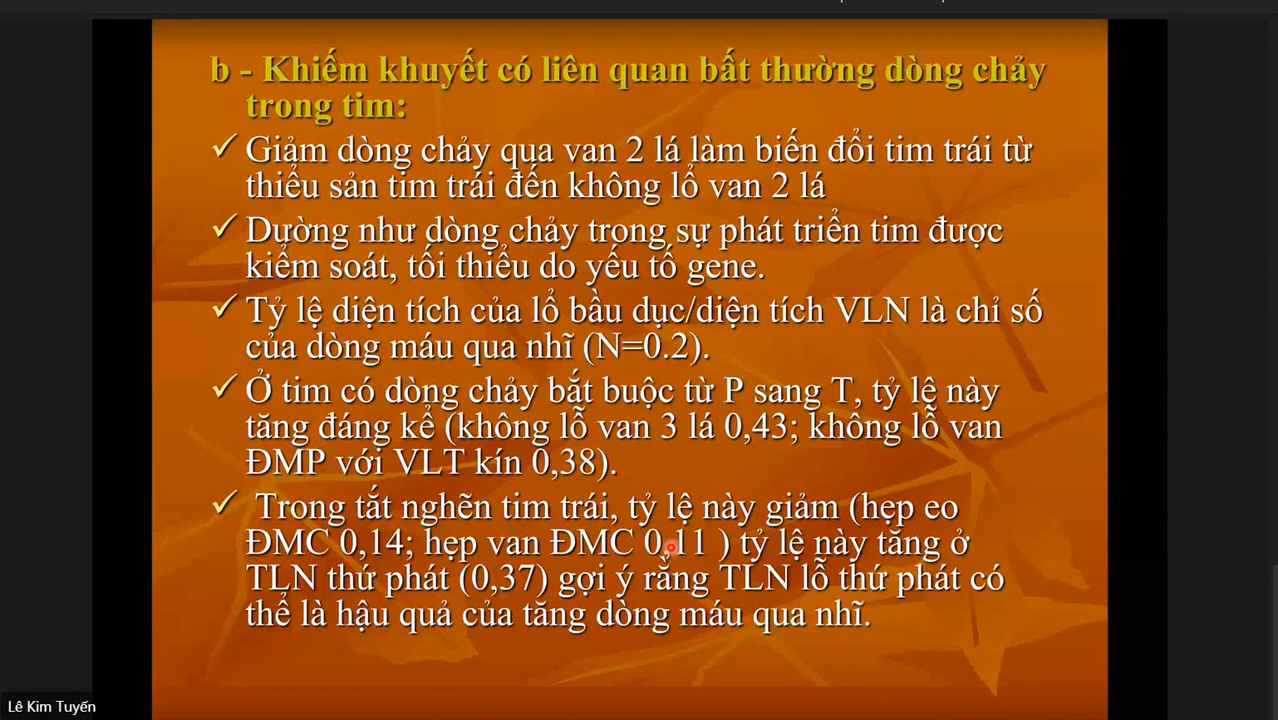 b - Khiếm khuyết có liên quan bất thường dòng chảy
trong tim:
✓ Giảm dòng chảy qua van 2 lá làm biến đổi tim trái từ
thiểu sản tim trái đến không lổ van 2 lá
✓ Dường như dòng chảy trong sự phát triển tim được
kiểm soát, tối thiểu do yếu tố gene.
✓ Tỷ lệ diện tích của lổ bầu dục/diện tích VLN là chỉ số
của dòng máu qua nhĩ (N=0.2).
✓ Ở tim có dòng chảy bắt buộc từ P sang T, tỷ lệ này
tăng đáng kể (không lỗ van 3 lá 0,43; không lỗ van
ĐMP với VLT kín 0,38).
✓ Trong tắt nghẽn tim trái, tỷ lệ này giảm (hẹp eo
ĐMC 0,14; hẹp van ĐMC 0,11 ) tỷ lệ này tăng ở
TLN thứ phát (0,37) gợi ý rằng TLN lỗ thứ phát có
thể là hậu quả của tăng dòng máu qua nhĩ.
Lê Kim Tuyến